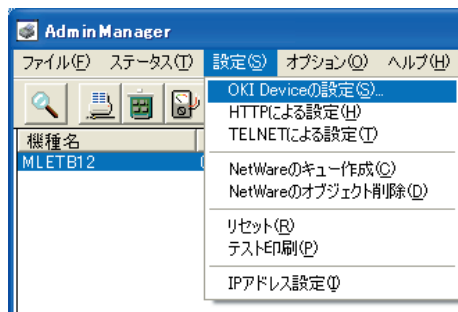 AdminManager
ファイル(F) ステータス(T) 設定(S) オプション(O) ヘルプ(H)
OKI Deviceの設定(S)...
HTTPによる設定(H)
TELNETによる設定(T)
機種名
MLETB12
NetWareのキュー作成(C)
NetWareのオブジェクト削除(D)
リセット(R)
テスト印刷(P)
IPアドレス設定(I)